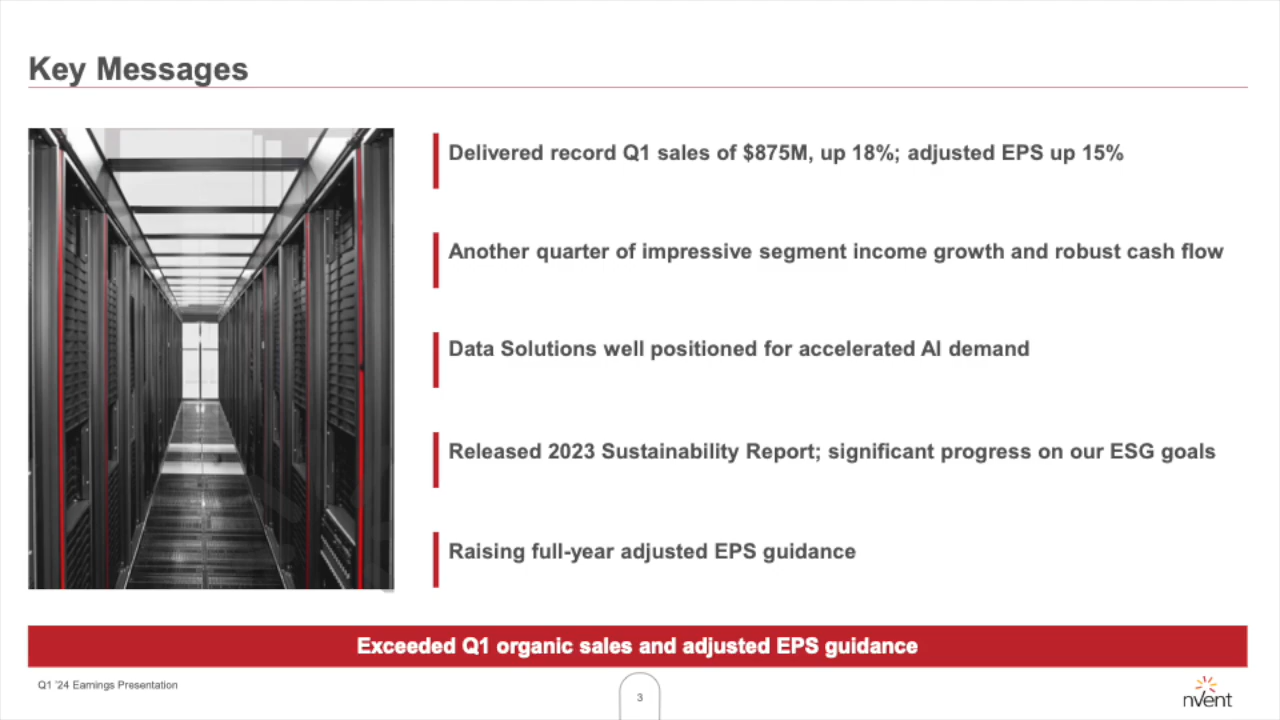 Key Messages
Delivered record Q1 sales of $875M, up 18%; adjusted EPS up 15%
Another quarter of impressive segment income growth and robust cash flow
Data Solutions well positioned for accelerated AI demand
Released 2023 Sustainability Report; significant progress on our ESG goals
Raising full-year adjusted EPS guidance
Exceeded Q1 organic sales and adjusted EPS guidance
Q1 '24 Earnings Presentation
3
nvent